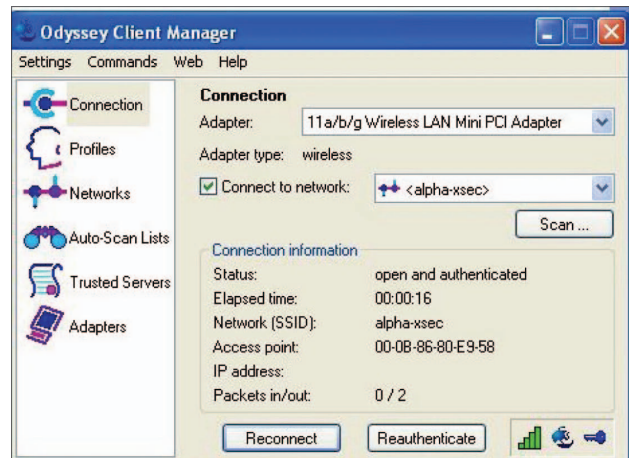 Odyssey Client Manager
Settings Commands Web Help
Connection
Profiles
Networks
Auto-Scan Lists
Trusted Servers
Adapters
Connection
Adapter: 11a/b/g Wireless LAN Mini PCI Adapter
Adapter type: wireless
Connect to network: <alpha-xsec>
Scan ...
Connection information
Status: open and authenticated
Elapsed time: 00:00:16
Network (SSID): alpha-xsec
Access point: 00-0B-86-80-E9-58
IP address:
Packets in/out: 0 / 2
Reconnect Reauthenticate